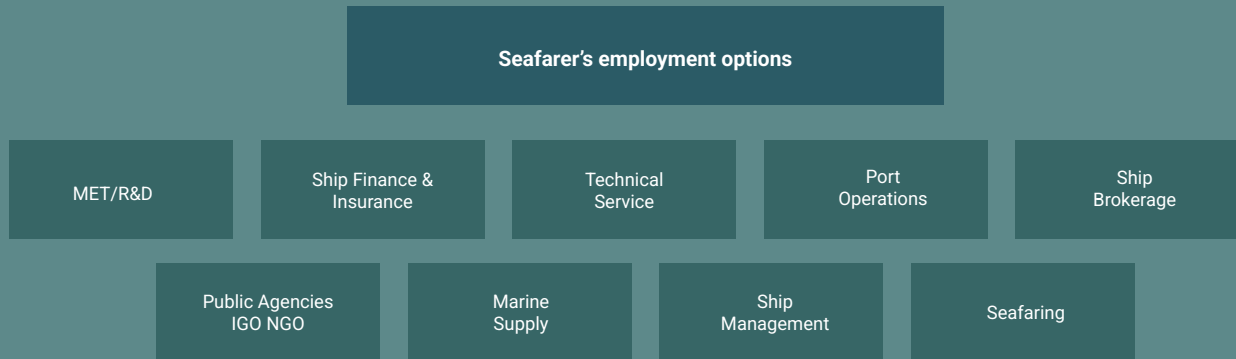 Seafarer’s employment options
MET/R&D
Ship Finance &
Insurance
Technical
Service
Port
Operations
Ship
Brokerage
Public Agencies
IGO NGO
Marine
Supply
Ship
Management
Seafaring